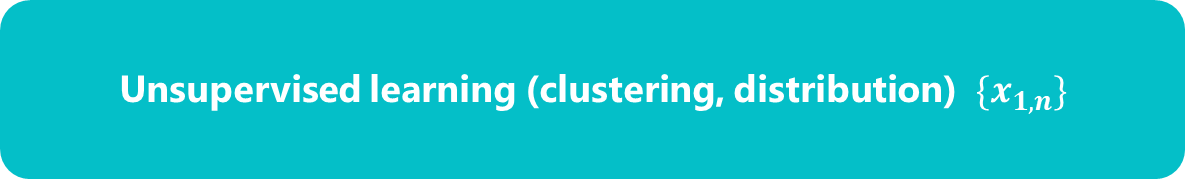 Unsupervised learning (clustering, distribution) {𝒙₁,ₙ}